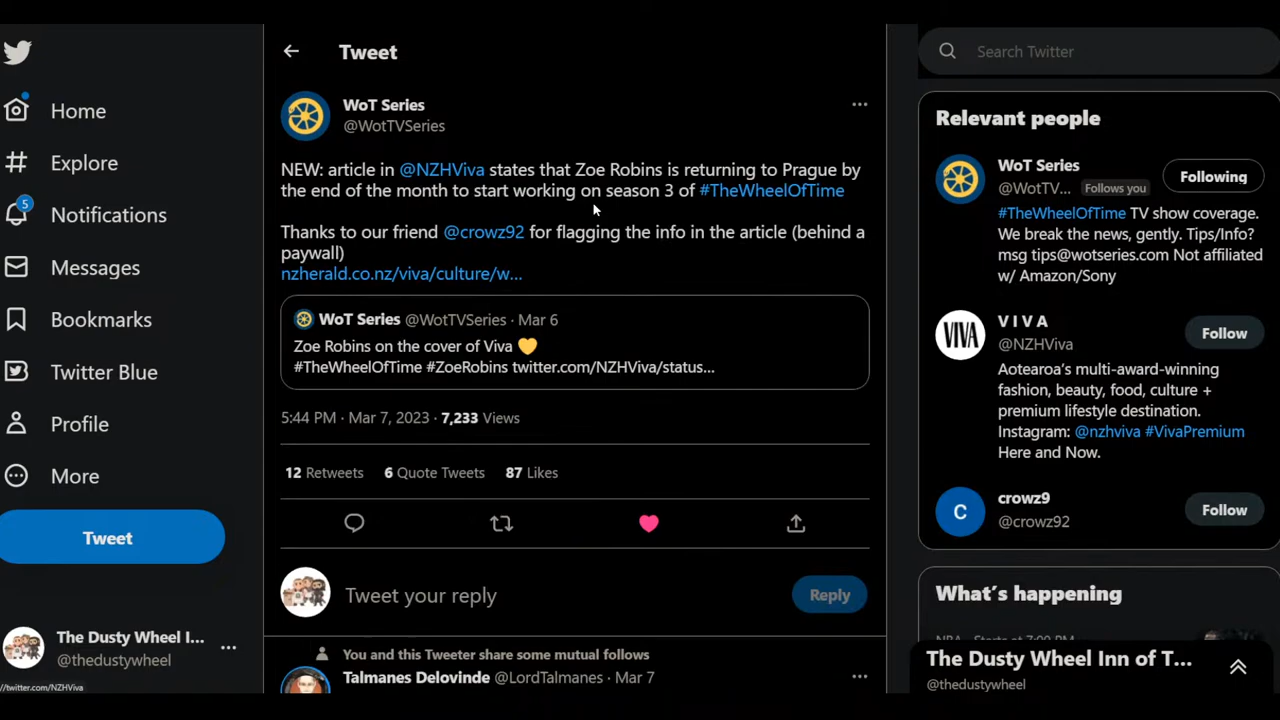 Home
Explore
5
Notifications
Messages
Bookmarks
Twitter Blue
Profile
More
Tweet
The Dusty Wheel I...
@thedustywheel
//twitter.com/NZHViva
Tweet
WoT Series
@WotTVSeries
NEW: article in @NZHViva states that Zoe Robins is returning to Prague by
the end of the month to start working on season 3 of #TheWheelOfTime
Thanks to our friend @crowz92 for flagging the info in the article (behind a
paywall)
nzherald.co.nz/viva/culture/w...
WoT Series @WotTVSeries · Mar 6
Zoe Robins on the cover of Viva 💛
#TheWheelOfTime #ZoeRobins twitter.com/NZHViva/status...
5:44 PM · Mar 7, 2023 · 7,233 Views
12 Retweets 6 Quote Tweets 87 Likes
Tweet your reply
Reply
You and this Tweeter share some mutual follows
Talmanes Delovinde @LordTalmanes · Mar 7
Search Twitter
Relevant people
WoT Series
@WotTV... Follows you
Following
#TheWheelOfTime TV show coverage.
We break the news, gently. Tips/Info?
msg tips@wotseries.com Not affiliated
w/ Amazon/Sony
VIVA
V I V A
@NZHViva
Follow
Aotearoa's multi-award-winning
fashion, beauty, food, culture +
premium lifestyle destination.
Instagram: @nzhviva #VivaPremium
Here and Now.
C
crowz9
@crowz92
Follow
What's happening
NBA · Starts at 7:00 PM
The Dusty Wheel Inn of T...
@thedustywheel